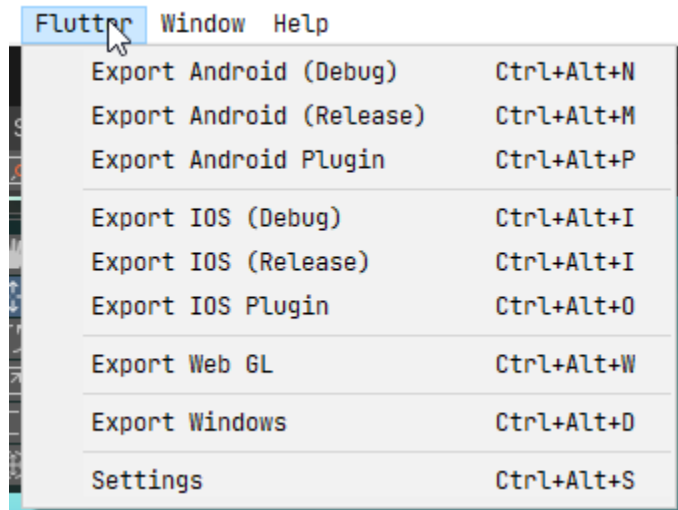 Flutter Window Help
Export Android (Debug) Ctrl+Alt+N
Export Android (Release) Ctrl+Alt+M
Export Android Plugin Ctrl+Alt+P
Export IOS (Debug) Ctrl+Alt+I
Export IOS (Release) Ctrl+Alt+I
Export IOS Plugin Ctrl+Alt+O
Export Web GL Ctrl+Alt+W
Export Windows Ctrl+Alt+D
Settings Ctrl+Alt+S